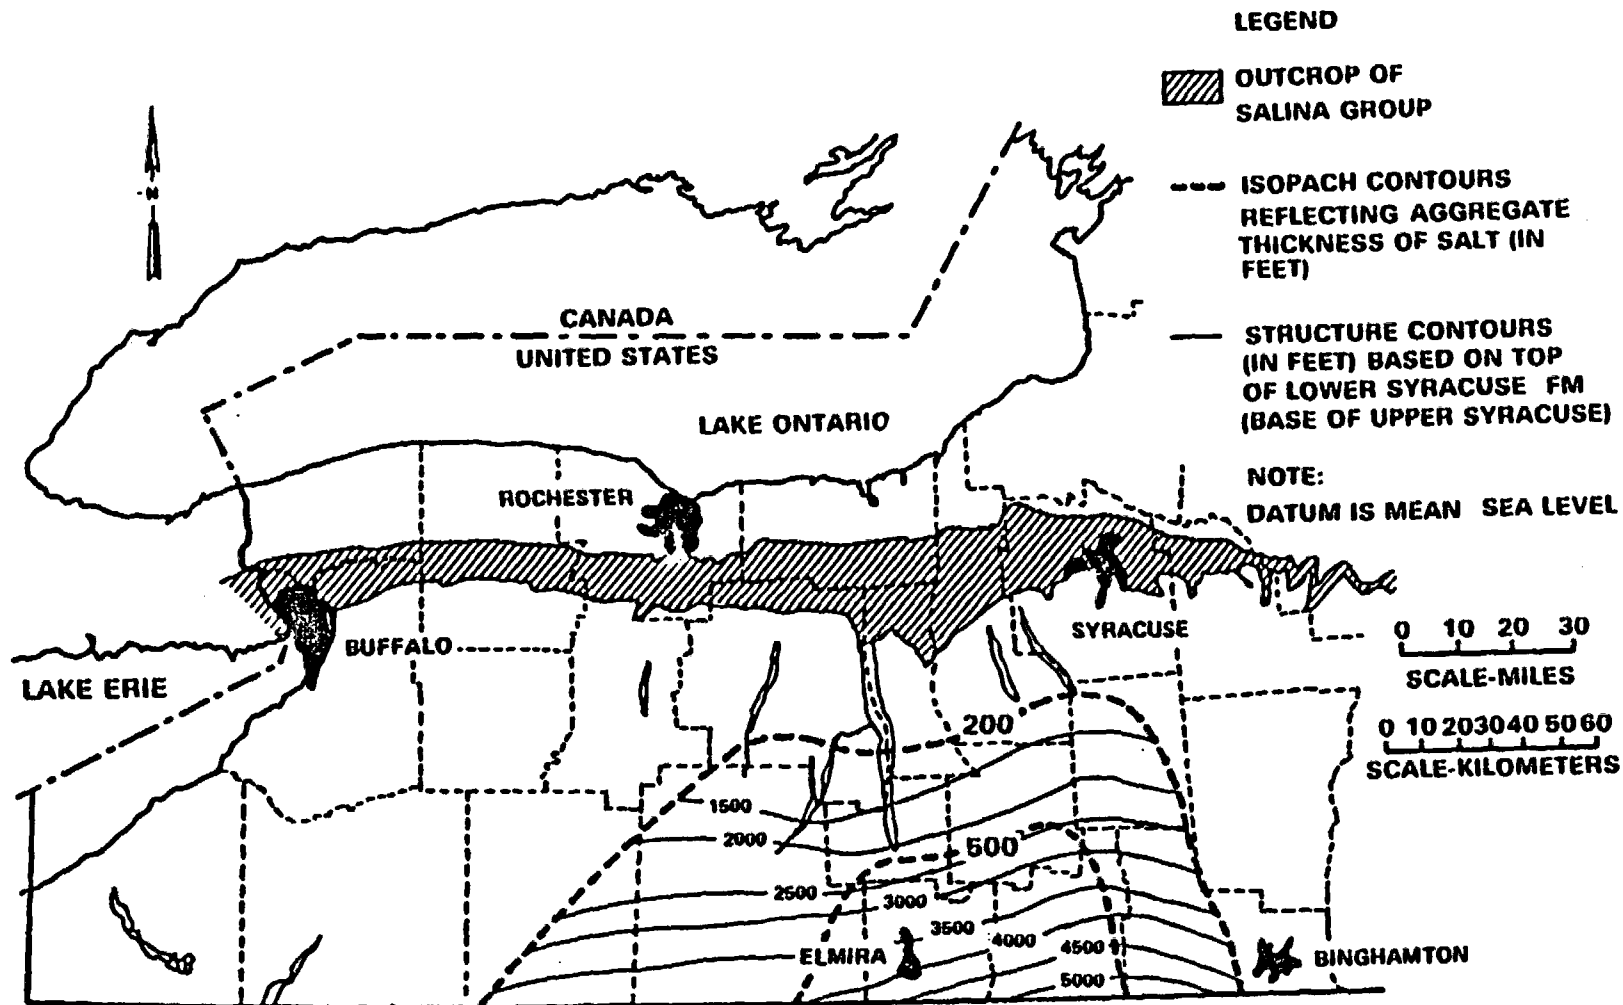 LEGEND
OUTCROP OF
SALINA GROUP
ISOPACH CONTOURS
REFLECTING AGGREGATE
THICKNESS OF SALT (IN
FEET)
STRUCTURE CONTOURS
(IN FEET) BASED ON TOP
OF LOWER SYRACUSE FM
(BASE OF UPPER SYRACUSE)
NOTE:
DATUM IS MEAN SEA LEVEL
N
CANADA
UNITED STATES
LAKE ONTARIO
ROCHESTER
BUFFALO
SYRACUSE
LAKE ERIE
0 10 20 30
SCALE-MILES
0 10 20 30 40 50 60
SCALE-KILOMETERS
200
1500
2000
500
2500
3000
3500
4000
4500
5000
ELMIRA
BINGHAMTON